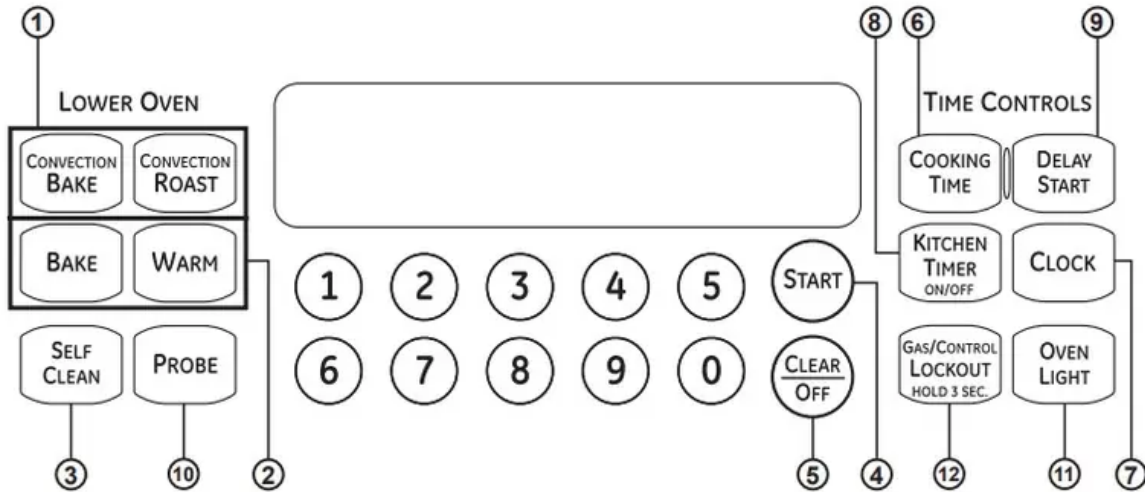 1
8
6
9
LOWER OVEN
TIME CONTROLS
CONVECTION
BAKE
CONVECTION
ROAST
COOKING
TIME
DELAY
START
BAKE
WARM
1
2
3
4
5
START
KITCHEN
TIMER
ON/OFF
CLOCK
SELF
CLEAN
PROBE
6
7
8
9
0
CLEAR
OFF
GAS/CONTROL
LOCKOUT
HOLD 3 SEC.
OVEN
LIGHT
3
10
2
5
4
12
11
7